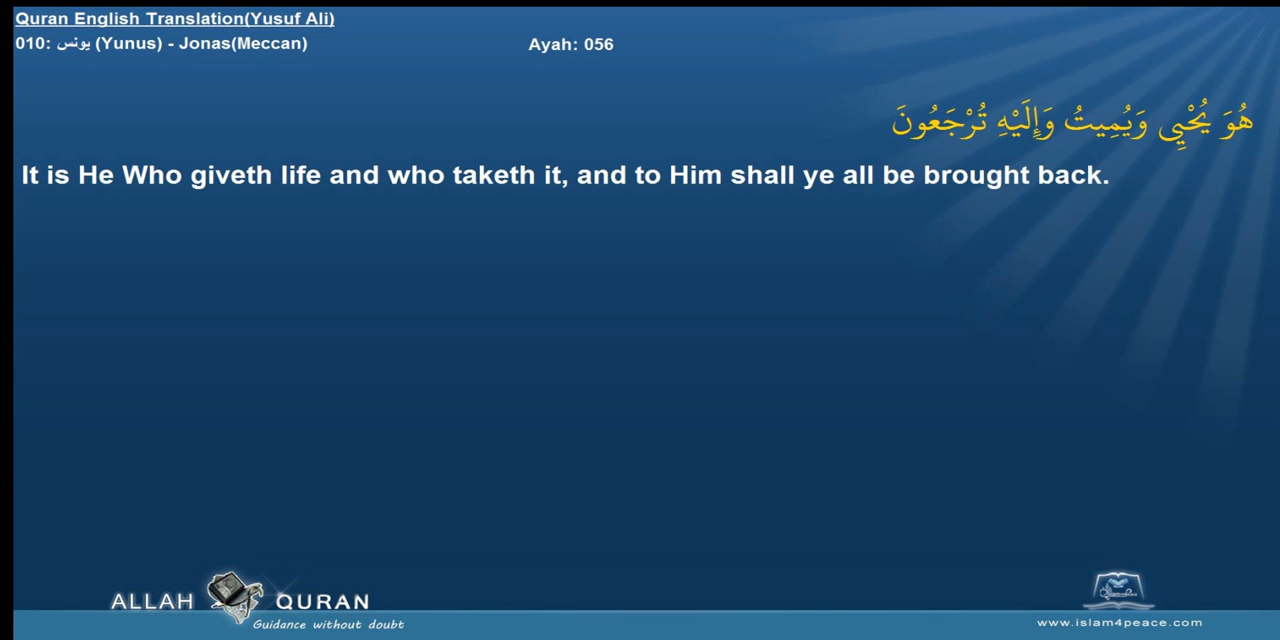 Quran English Translation(Yusuf Ali)
010: يونس (Yunus) - Jonas(Meccan)
Ayah: 056
هُوَ يُحْيِي وَيُمِيتُ وَإِلَيْهِ تُرْجَعُونَ
It is He Who giveth life and who taketh it, and to Him shall ye all be brought back.
ALLAH QURAN
Guidance without doubt
www.islam4peace.com